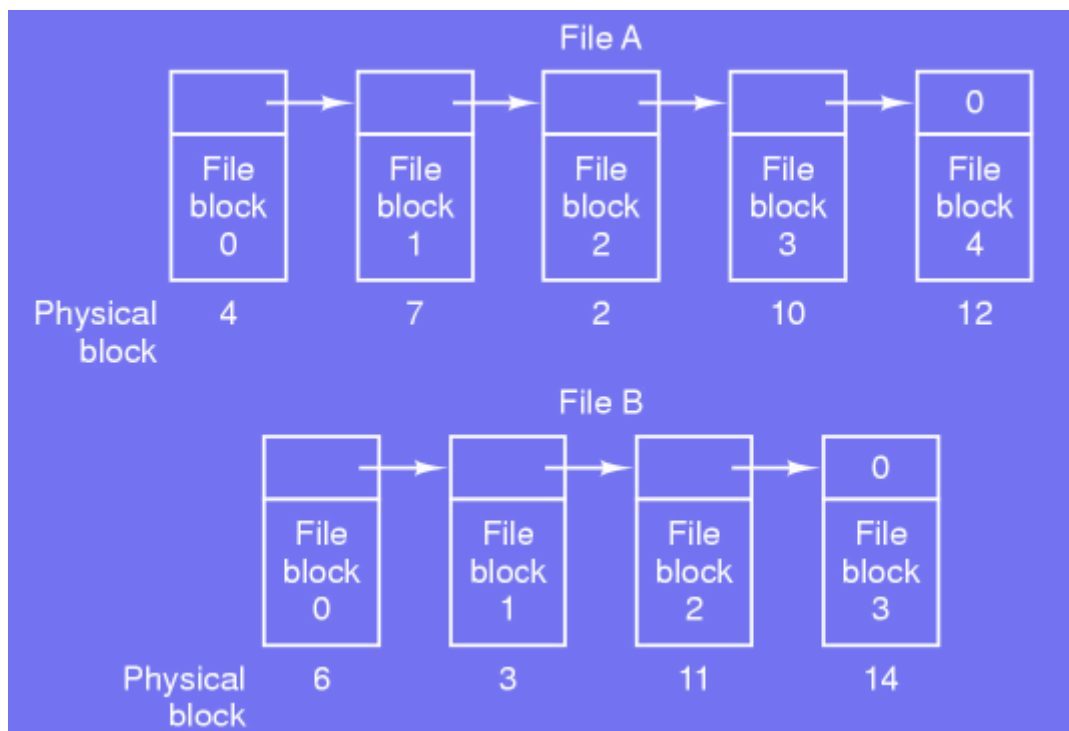 File A
0
File File File File File
block block block block block
0 1 2 3 4
Physical 4 7 2 10 12
block
File B
0
File File File File
block block block block
0 1 2 3
Physical 6 3 11 14
block